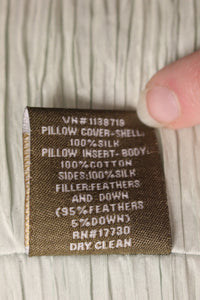 VN#1138719
PILLOW COVER-SHELL:
100%SILK
PILLOW INSERT-BODY:
100%COTTON
SIDES:100%SILK
FILLER:FEATHERS
AND DOWN
(95%FEATHERS
5%DOWN)
RN#17730
DRY CLEAN